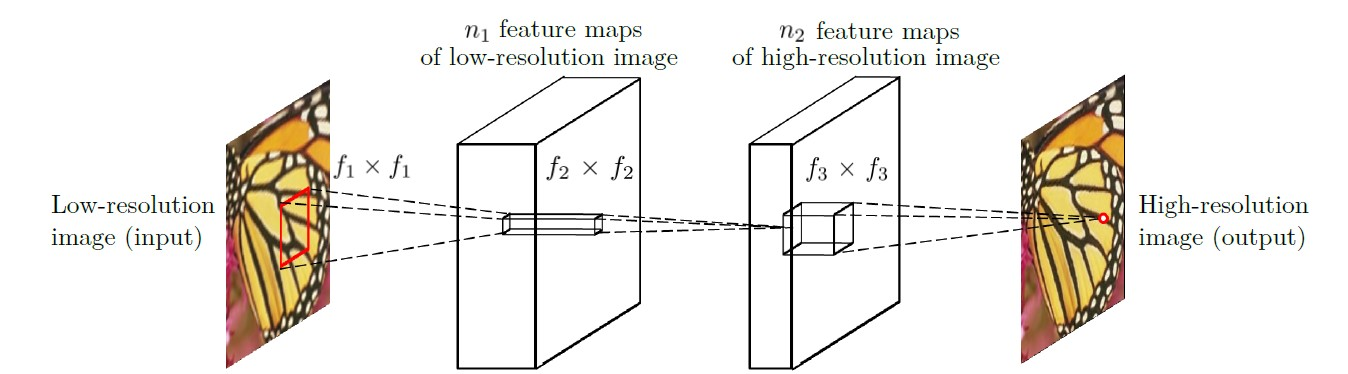 n₁ feature maps
of low-resolution image
n₂ feature maps
of high-resolution image
f₁ × f₁
f₂ × f₂
f₃ × f₃
Low-resolution
image (input)
High-resolution
image (output)